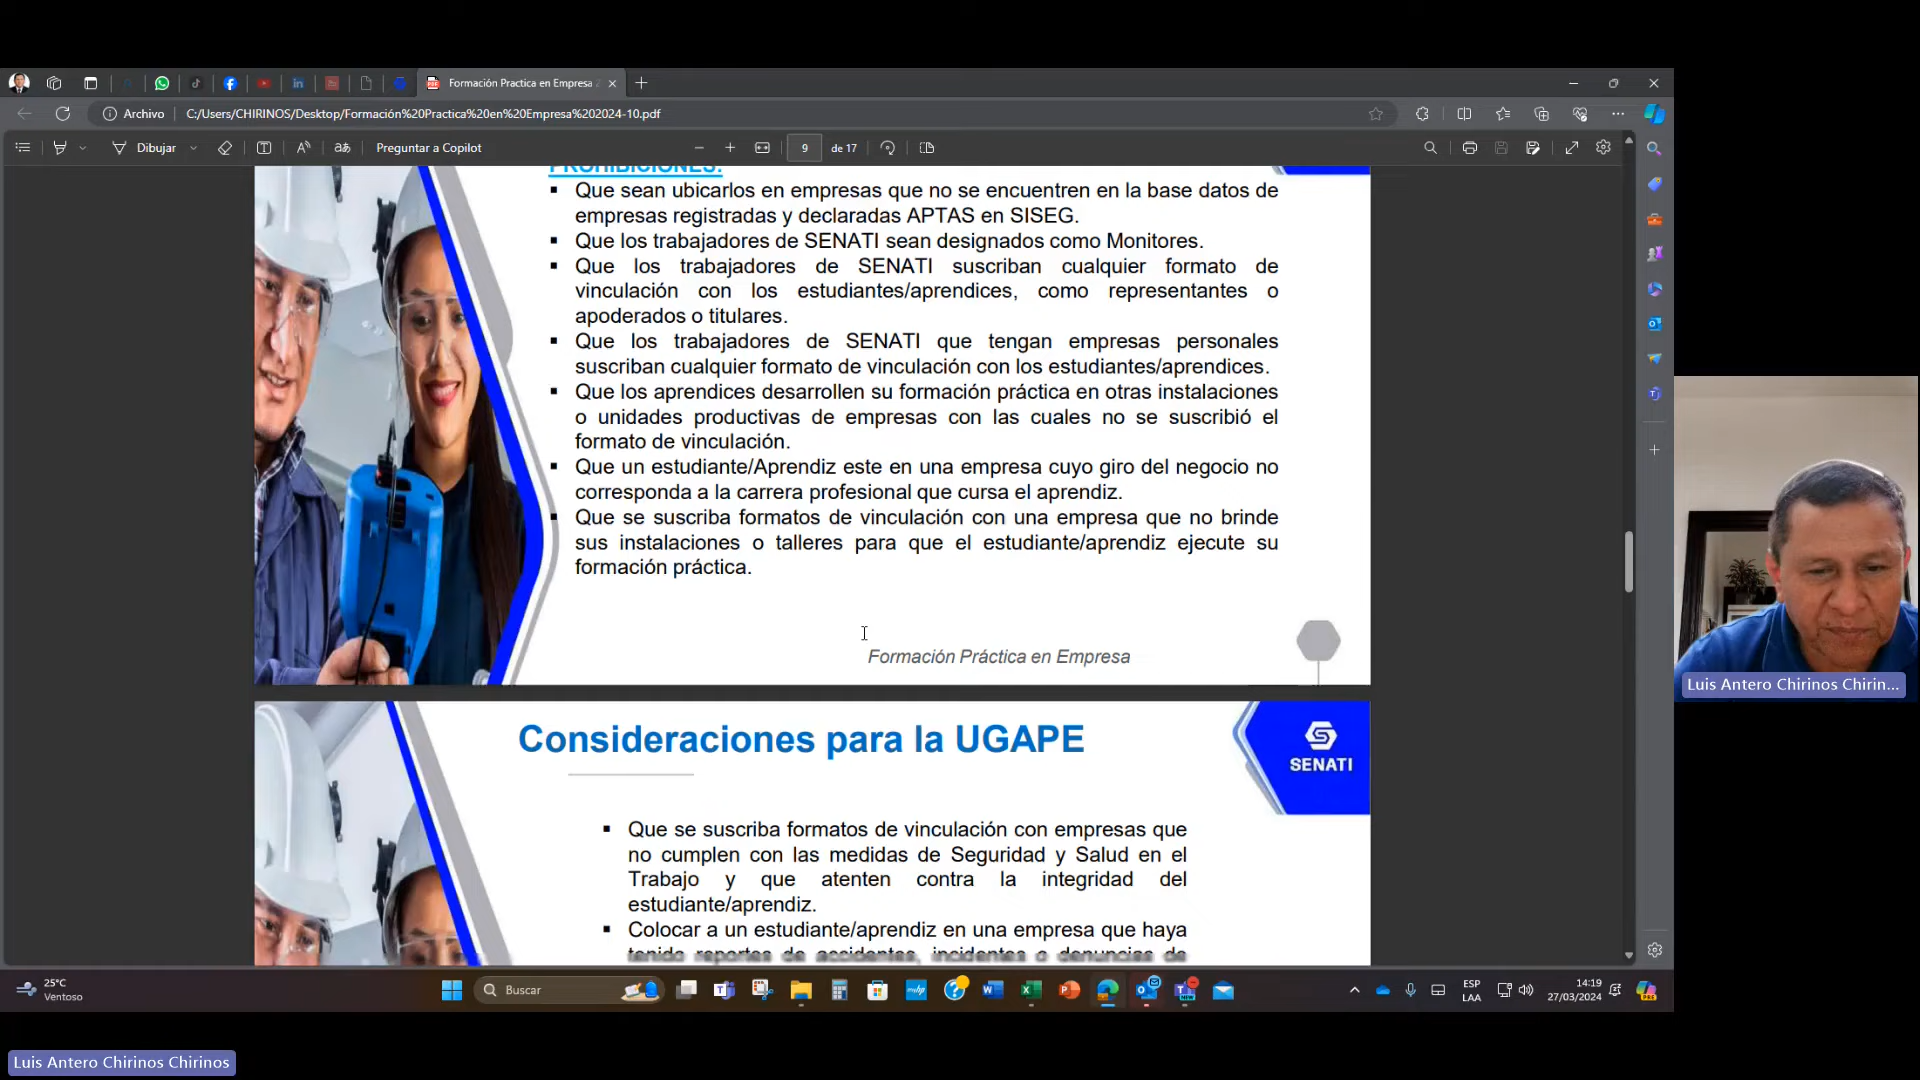 Formación Practica en Empresa 2
Archivo
C:/Users/CHIRINOS/Desktop/Formación%20Practica%20en%20Empresa%202024-10.pdf
Dibujar
aあ
Preguntar a Copilot
9
de 17
PROHIBICIONES:
▪ Que sean ubicarlos en empresas que no se encuentren en la base datos de
empresas registradas y declaradas APTAS en SISEG.
▪ Que los trabajadores de SENATI sean designados como Monitores.
▪ Que los trabajadores de SENATI suscriban cualquier formato de
vinculación con los estudiantes/aprendices, como representantes o
apoderados o titulares.
▪ Que los trabajadores de SENATI que tengan empresas personales
suscriban cualquier formato de vinculación con los estudiantes/aprendices.
▪ Que los aprendices desarrollen su formación práctica en otras instalaciones
o unidades productivas de empresas con las cuales no se suscribió el
formato de vinculación.
▪ Que un estudiante/Aprendiz este en una empresa cuyo giro del negocio no
corresponda a la carrera profesional que cursa el aprendiz.
▪ Que se suscriba formatos de vinculación con una empresa que no brinde
sus instalaciones o talleres para que el estudiante/aprendiz ejecute su
formación práctica.
Formación Práctica en Empresa
Consideraciones para la UGAPE
SENATI
▪ Que se suscriba formatos de vinculación con empresas que
no cumplen con las medidas de Seguridad y Salud en el
Trabajo y que atenten contra la integridad del
estudiante/aprendiz.
▪ Colocar a un estudiante/aprendiz en una empresa que haya
tenido reportes de accidentes, incidentes o denuncias de
Luis Antero Chirinos Chirin...
25°C
Ventoso
Buscar
ESP
LAA
14:19
27/03/2024
Luis Antero Chirinos Chirinos